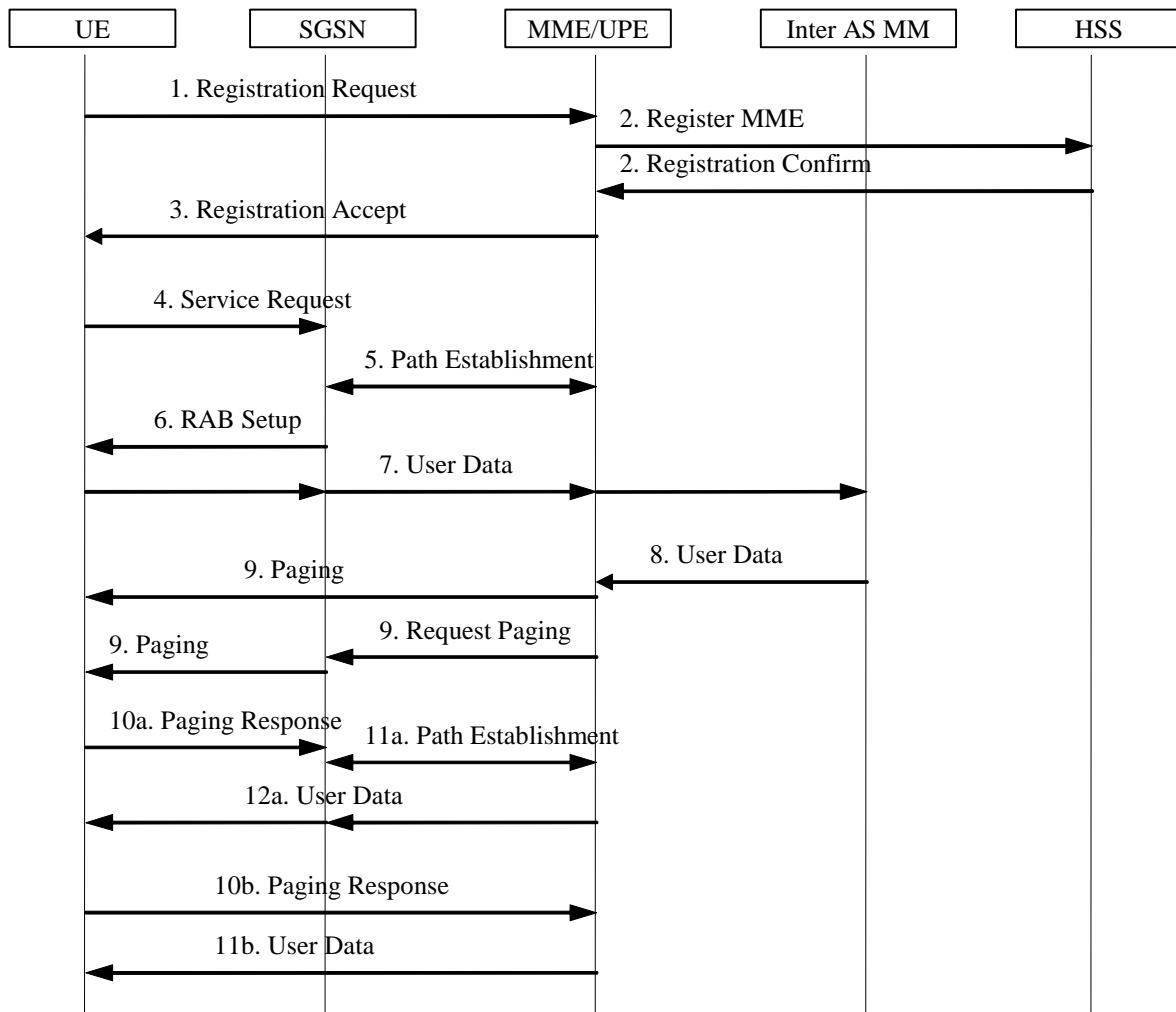 UE
SGSN
MME/UPE
Inter AS MM
HSS
1. Registration Request
2. Register MME
2. Registration Confirm
3. Registration Accept
4. Service Request
5. Path Establishment
6. RAB Setup
7. User Data
8. User Data
9. Paging
9. Request Paging
9. Paging
10a. Paging Response
11a. Path Establishment
12a. User Data
10b. Paging Response
11b. User Data